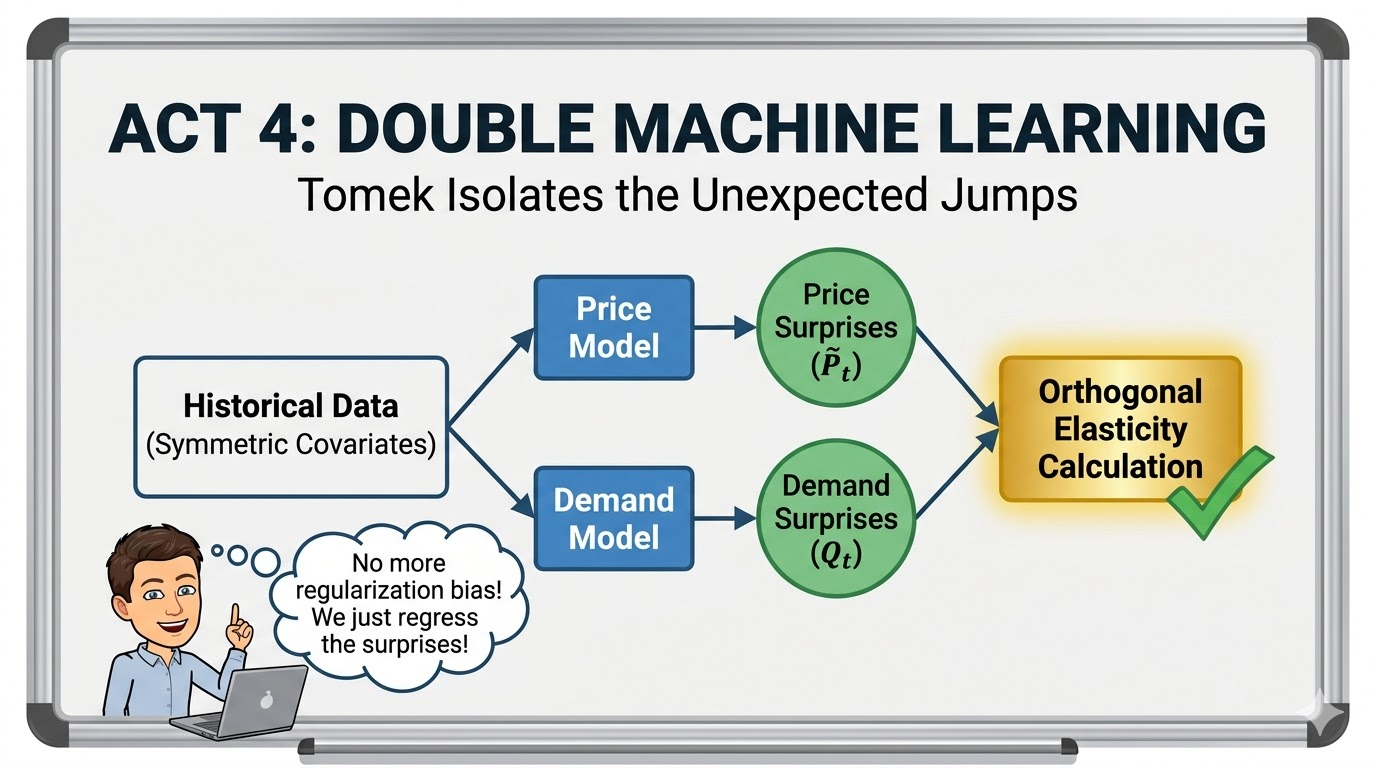 ACT 4: DOUBLE MACHINE LEARNING
Tomek Isolates the Unexpected Jumps
Historical Data
(Symmetric Covariates)
Price
Model
Price
Surprises
(P̃ₜ)
Demand
Model
Demand
Surprises
(Qₜ)
Orthogonal
Elasticity
Calculation
No more
regularization bias!
We just regress
the surprises!